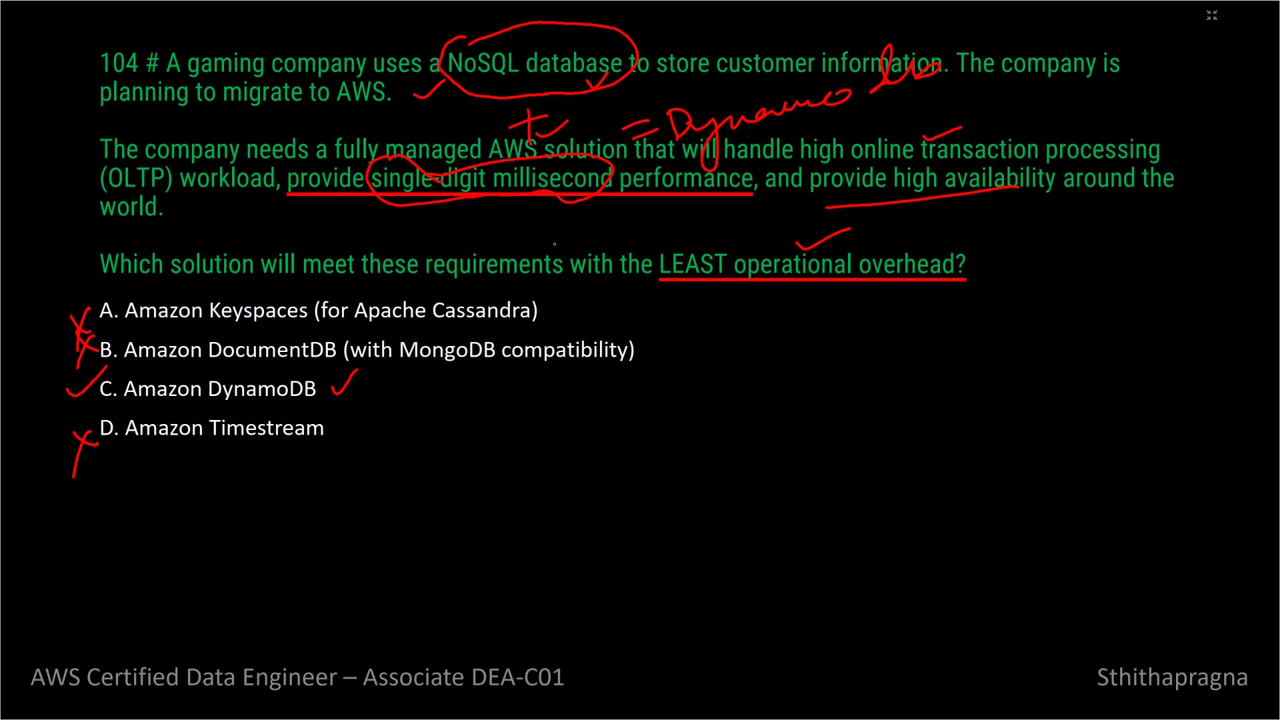 104 # A gaming company uses a NoSQL database to store customer information. The company is
planning to migrate to AWS.
= Dynamo db
The company needs a fully managed AWS solution that will handle high online transaction processing
(OLTP) workload, provide single-digit millisecond performance, and provide high availability around the
world.
Which solution will meet these requirements with the LEAST operational overhead?
A. Amazon Keyspaces (for Apache Cassandra)
B. Amazon DocumentDB (with MongoDB compatibility)
C. Amazon DynamoDB
D. Amazon Timestream
AWS Certified Data Engineer – Associate DEA-C01
Sthithapragna